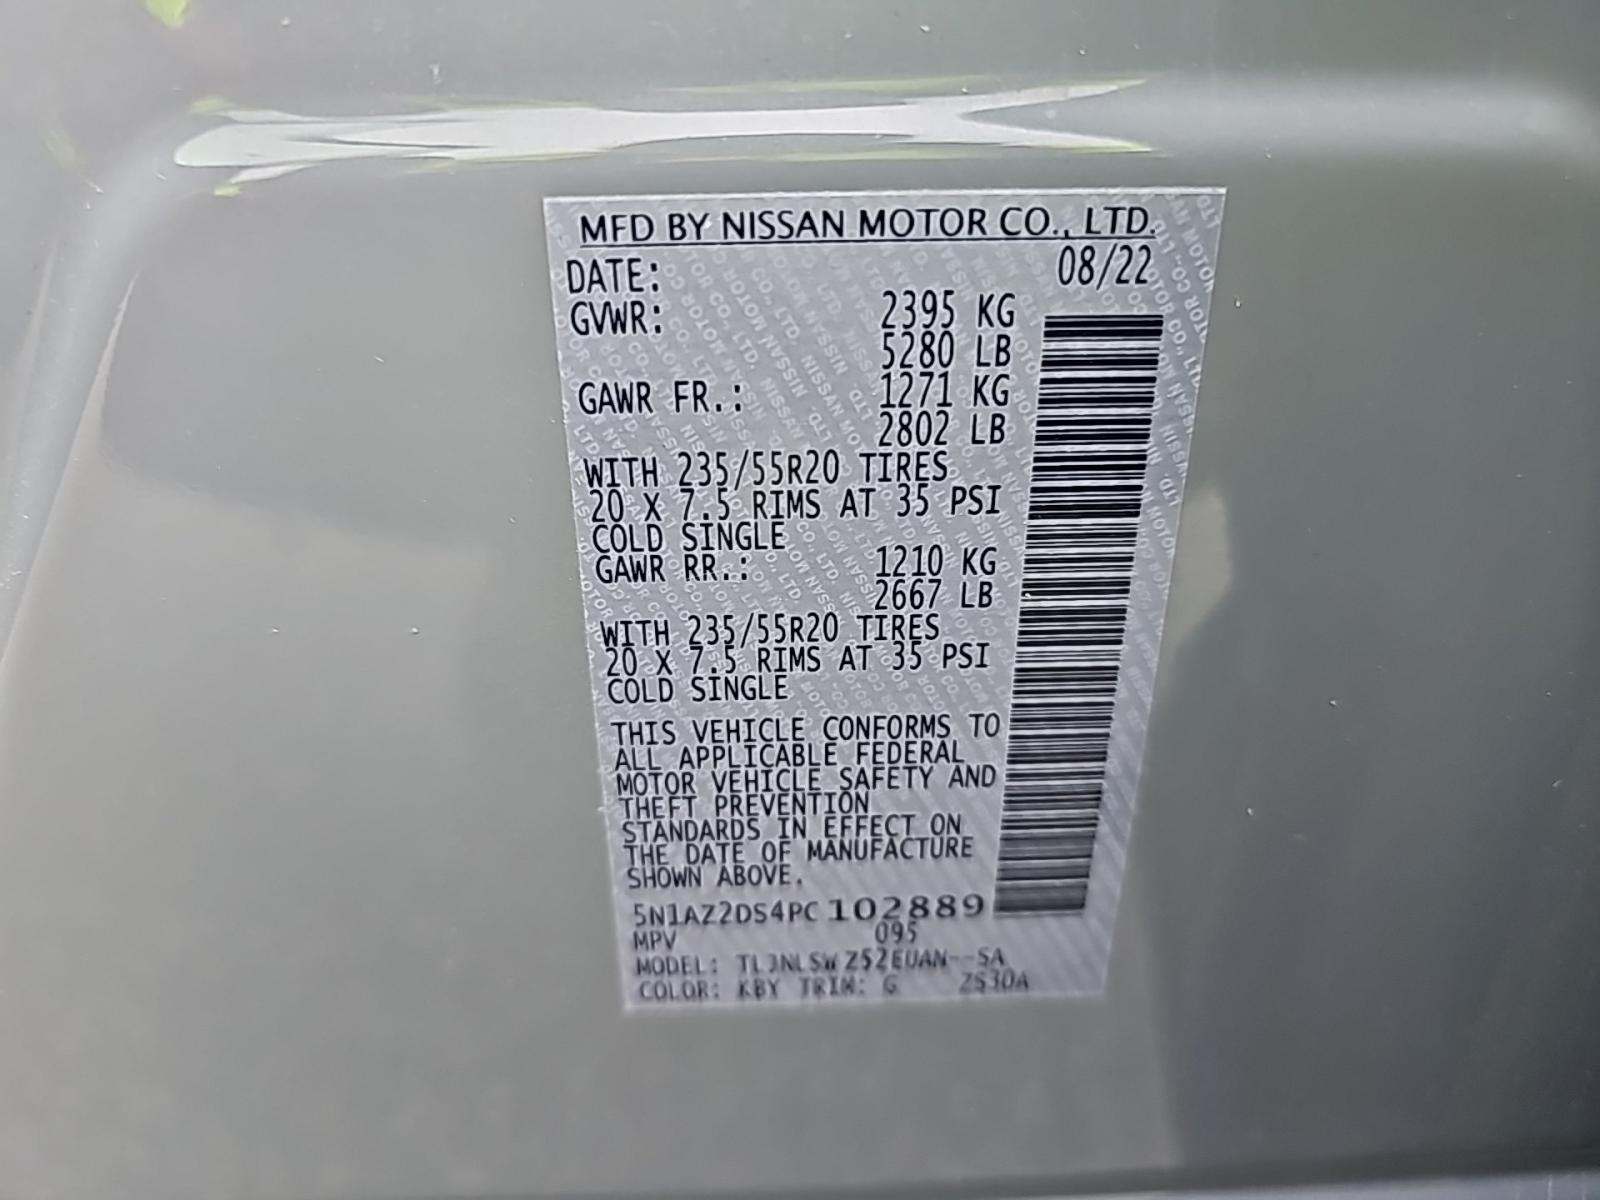 MFD BY NISSAN MOTOR CO., LTD.
DATE: 08/22
GVWR: 2395 KG
5280 LB
GAWR FR.: 1271 KG
2802 LB
WITH 235/55R20 TIRES
20 X 7.5 RIMS AT 35 PSI
COLD SINGLE
GAWR RR.: 1210 KG
2667 LB
WITH 235/55R20 TIRES
20 X 7.5 RIMS AT 35 PSI
COLD SINGLE
THIS VEHICLE CONFORMS TO
ALL APPLICABLE FEDERAL
MOTOR VEHICLE SAFETY AND
THEFT PREVENTION
STANDARDS IN EFFECT ON
THE DATE OF MANUFACTURE
SHOWN ABOVE.
5N1AZ2DS4PC102889
MPV 095
MODEL: Z52EUAN--SA
COLOR: KBY TRIM: G